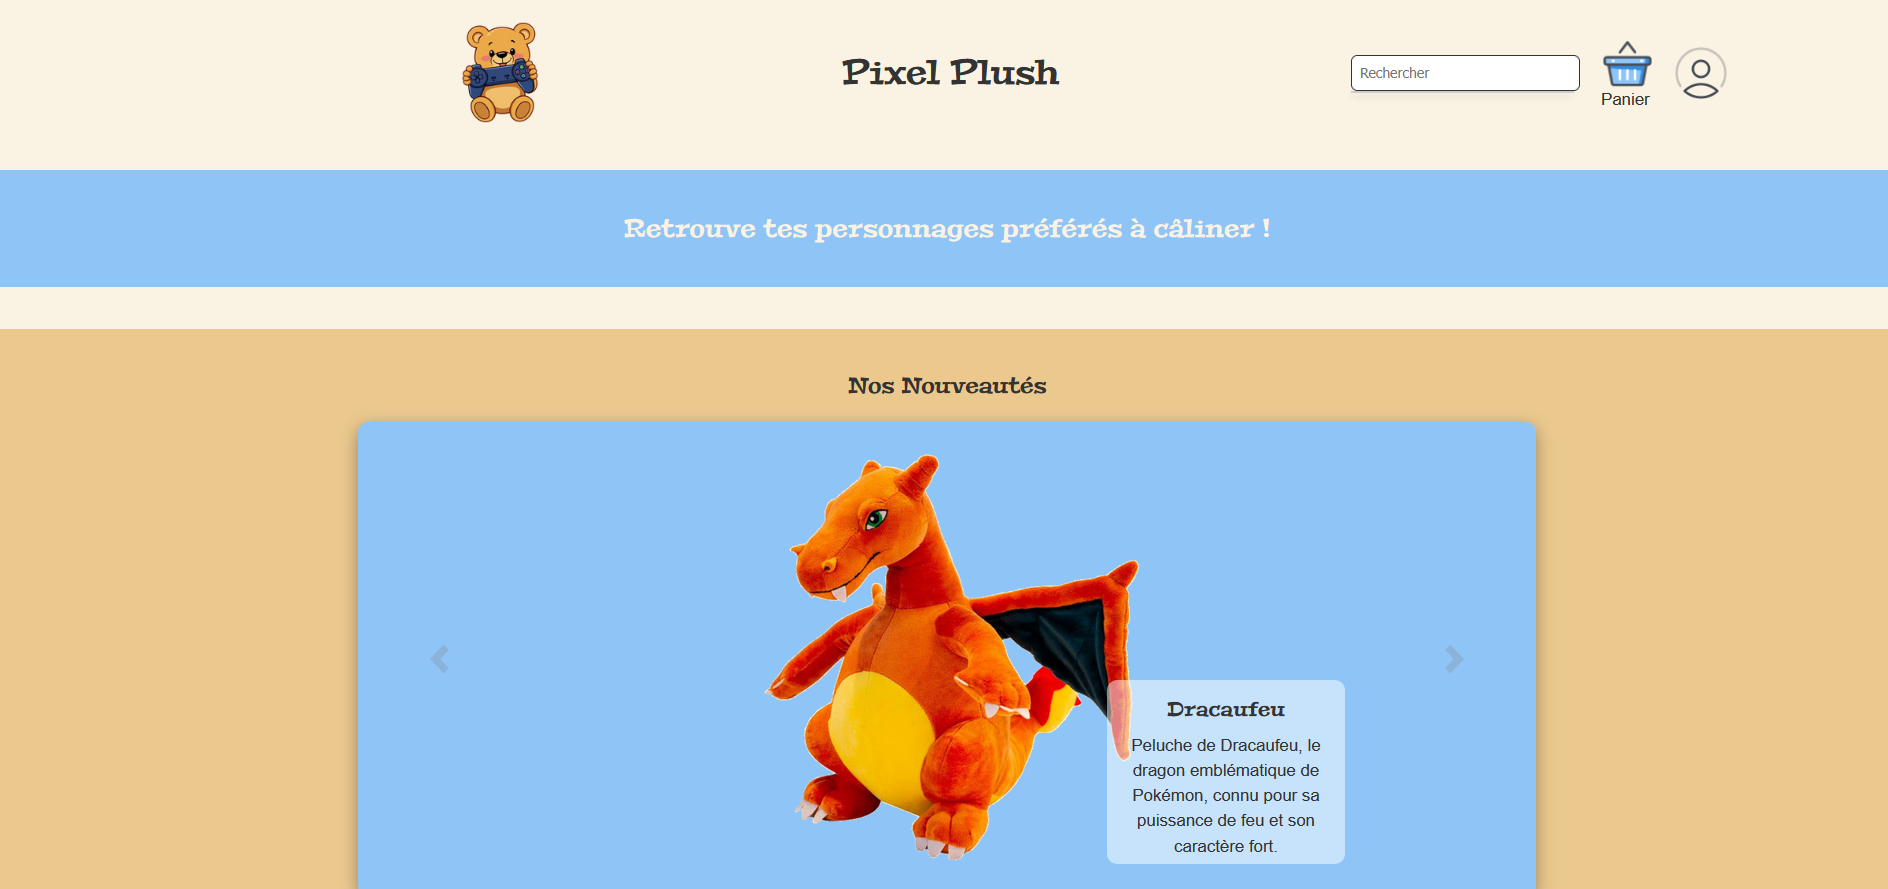 Pixel Plush
Rechercher
Panier
Retrouve tes personnages préférés à câliner !
Nos Nouveautés
Dracaufeu
Peluche de Dracaufeu, le
dragon emblématique de
Pokémon, connu pour sa
puissance de feu et son
caractère fort.